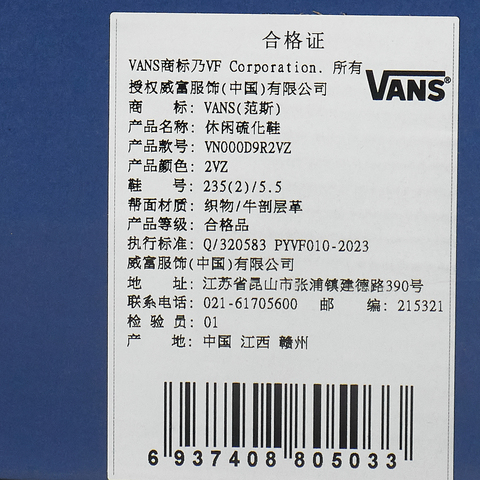 合格证
VANS商标乃VF Corporation. 所有
授权威富服饰(中国)有限公司
VANS®
商 标: VANS(范斯)
产品名称: 休闲硫化鞋
产品款号: VN000D9R2VZ
产品颜色: 2VZ
鞋 号: 235(2)/5.5
帮面材质: 织物/牛剖层革
产品等级: 合格品
执行标准: Q/320583 PYVF010-2023
威富服饰(中国)有限公司
地 址: 江苏省昆山市张浦镇建德路390号
联系电话: 021-61705600 邮 编: 215321
检 验 员: 01
产 地: 中国 江西 赣州
6 937408 805033